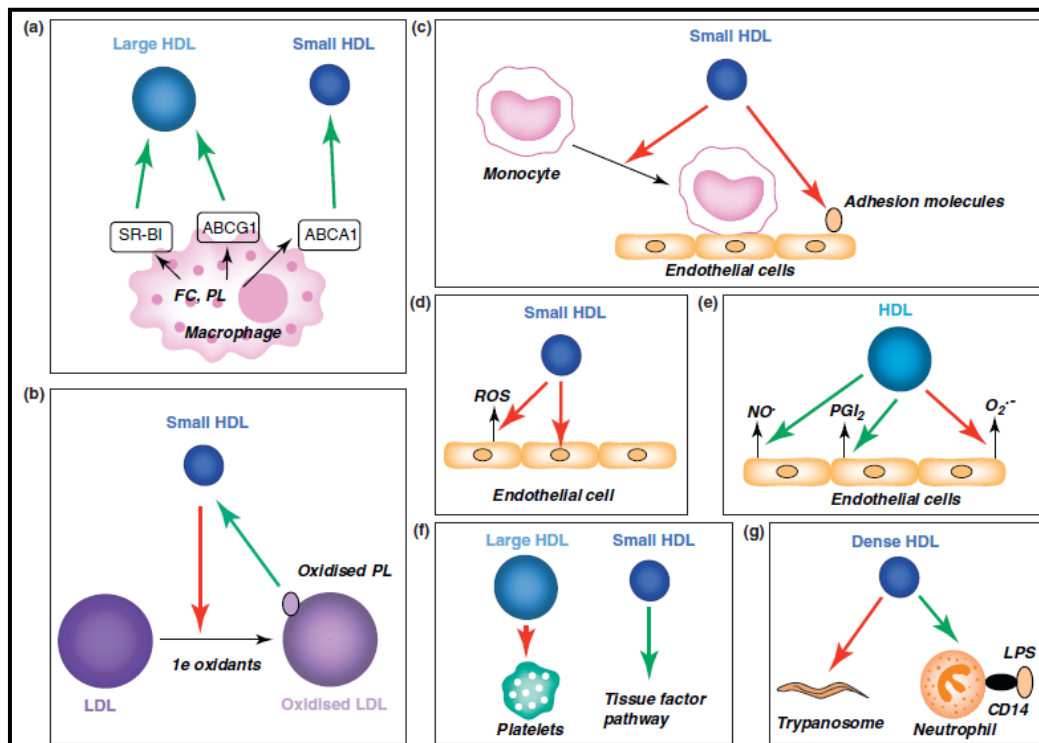 (a)
Large HDL
Small HDL
SR-BI
ABCG1
ABCA1
FC, PL
Macrophage
(b)
Small HDL
Oxidised PL
1e oxidants
LDL
Oxidised LDL
(c)
Small HDL
Monocyte
Adhesion molecules
Endothelial cells
(d)
Small HDL
ROS
Endothelial cell
(e)
HDL
NO·
PGI₂
O₂·⁻
Endothelial cells
(f)
Large HDL
Small HDL
Platelets
Tissue factor
pathway
(g)
Dense HDL
LPS
CD14
Trypanosome
Neutrophil